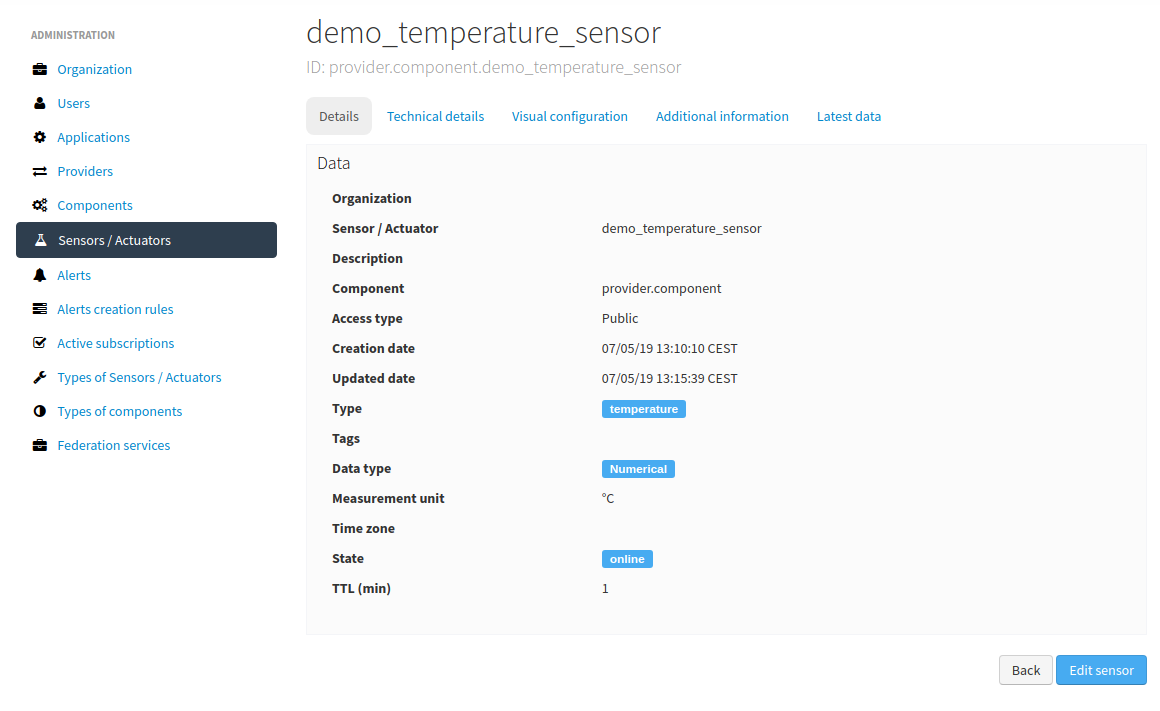 ADMINISTRATION
Organization
Users
Applications
Providers
Components
Sensors / Actuators
Alerts
Alerts creation rules
Active subscriptions
Types of Sensors / Actuators
Types of components
Federation services
demo_temperature_sensor
ID: provider.component.demo_temperature_sensor
Details Technical details Visual configuration Additional information Latest data
Data
Organization
Sensor / Actuator demo_temperature_sensor
Description
Component provider.component
Access type Public
Creation date 07/05/19 13:10:10 CEST
Updated date 07/05/19 13:15:39 CEST
Type temperature
Tags
Data type Numerical
Measurement unit °C
Time zone
State online
TTL (min) 1
Back Edit sensor